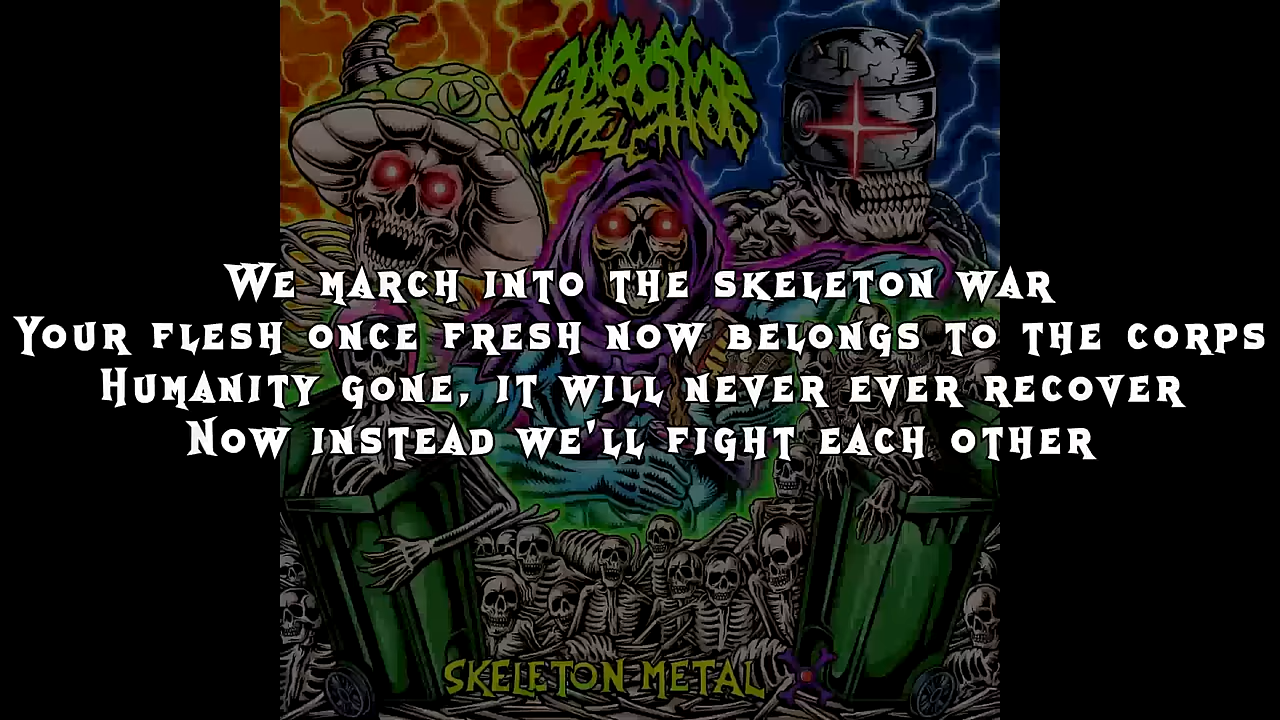 We march into the skeleton war
Your flesh once fresh now belongs to the corps
Humanity gone, it will never ever recover
Now instead we'll fight each other
SKELETON METAL